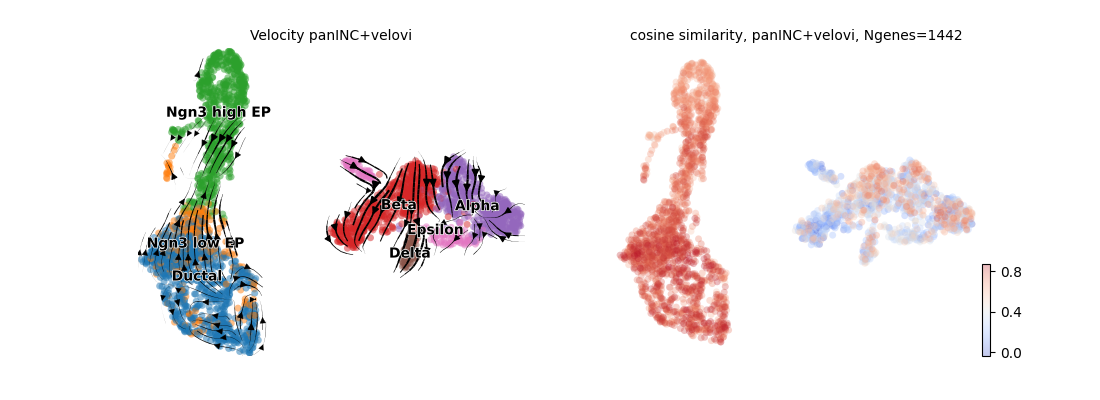 Velocity panINC+velovi
cosine similarity, panINC+velovi, Ngenes=1442
Ngn3 high EP
Beta
Alpha
Epsilon
Ngn3 low EP
Delta
Ductal
0.8
0.4
0.0